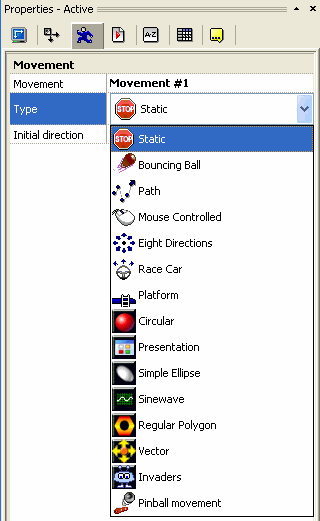 Properties - Active
A-Z
Movement
Movement Movement #1
Type STOP Static
Initial direction
STOP Static
Bouncing Ball
Path
Mouse Controlled
Eight Directions
Race Car
Platform
Circular
Presentation
Simple Ellipse
Sinewave
Regular Polygon
Vector
Invaders
Pinball movement